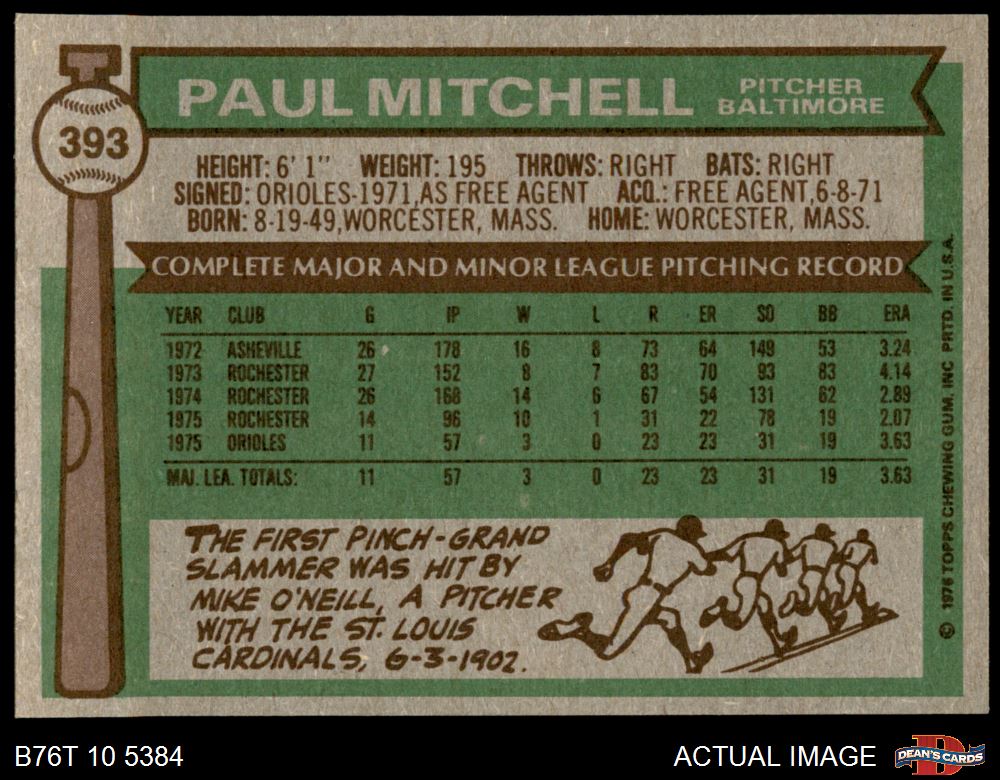 393
PAUL MITCHELL
PITCHER
BALTIMORE
HEIGHT: 6' 1" WEIGHT: 195 THROWS: RIGHT BATS: RIGHT
SIGNED: ORIOLES-1971, AS FREE AGENT ACQ.: FREE AGENT, 6-8-71
BORN: 8-19-49, WORCESTER, MASS. HOME: WORCESTER, MASS.
COMPLETE MAJOR AND MINOR LEAGUE PITCHING RECORD
YEAR CLUB G IP W L R ER SO BB ERA
1972 ASHEVILLE 26 178 16 8 73 64 149 53 3.24
1973 ROCHESTER 27 152 8 7 83 70 93 83 4.14
1974 ROCHESTER 26 168 14 6 67 54 131 62 2.89
1975 ROCHESTER 14 96 10 1 31 22 78 19 2.07
1975 ORIOLES 11 57 3 0 23 23 31 19 3.63
MAJ. LEA. TOTALS: 11 57 3 0 23 23 31 19 3.63
THE FIRST PINCH-GRAND
SLAMMER WAS HIT BY
MIKE O'NEILL, A PITCHER
WITH THE ST. LOUIS
CARDINALS, 6-3-1902.
© 1976 TOPPS CHEWING GUM, INC PRTD. IN U.S.A.
B76T 10 5384
ACTUAL IMAGE
DEAN'S CARDS